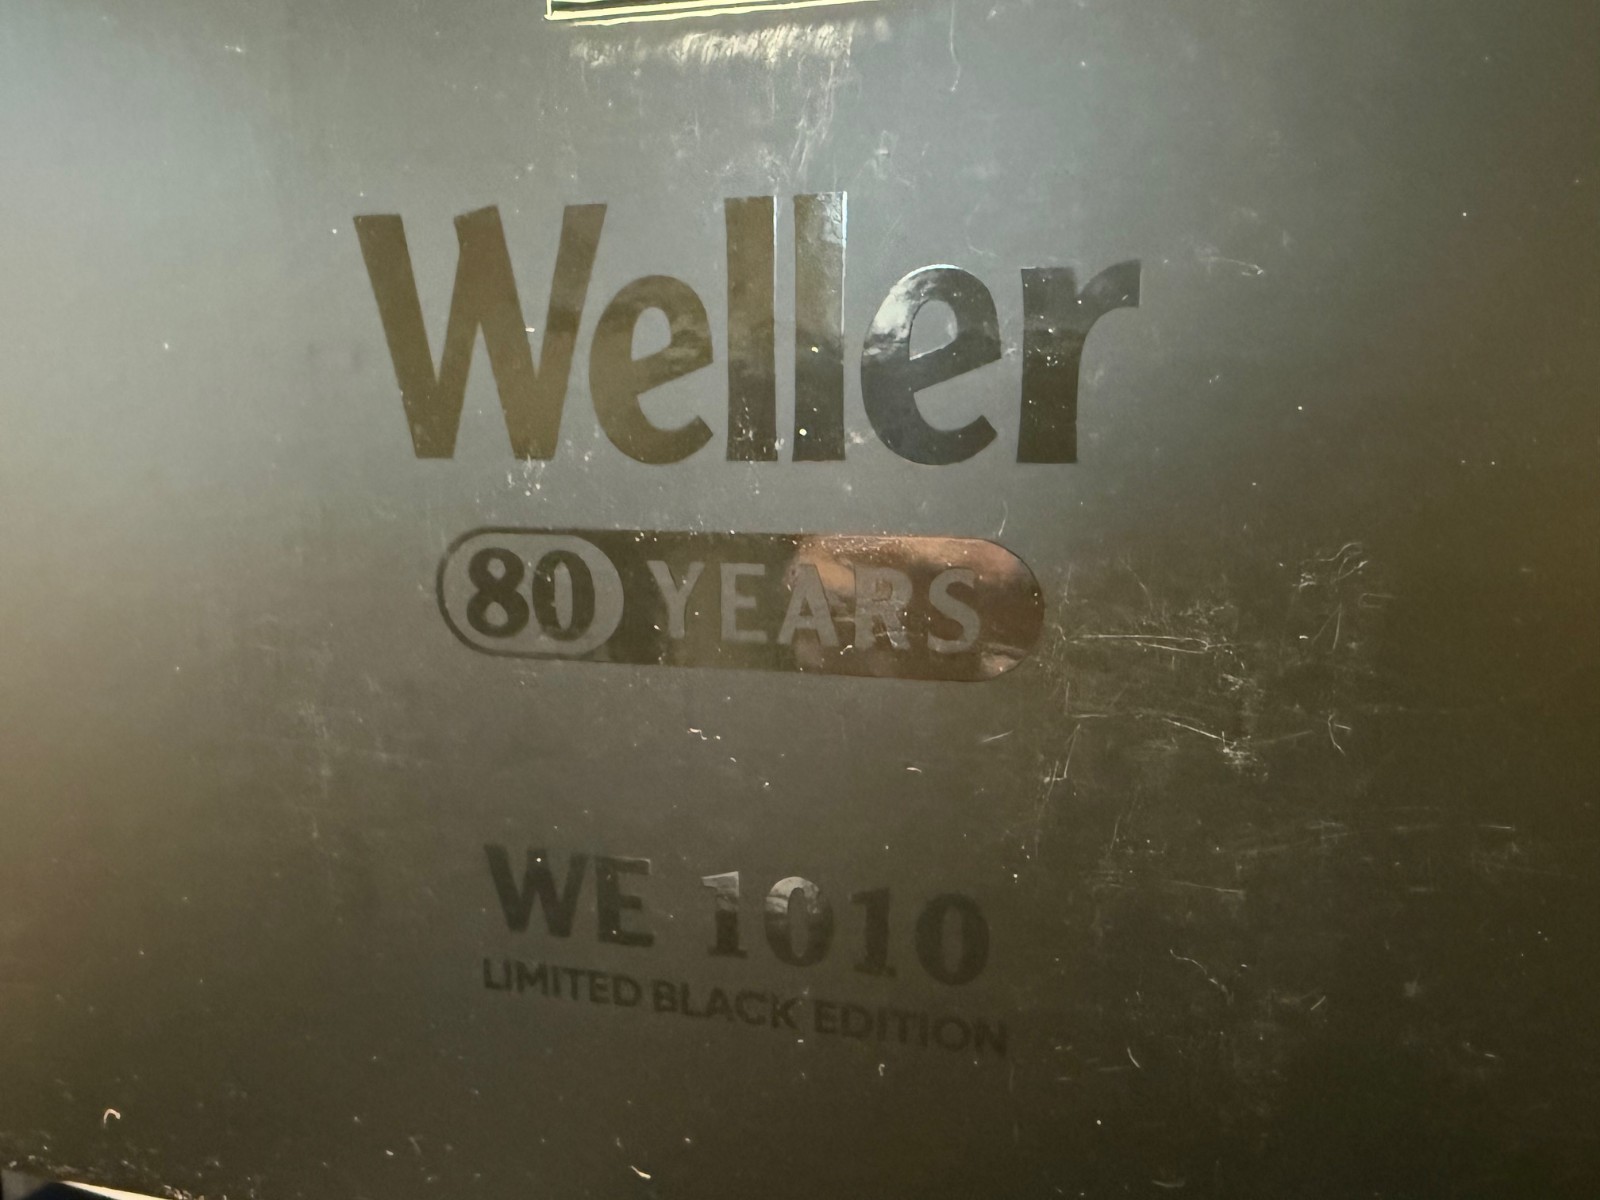 Weller
80 YEARS
WE 1010
LIMITED BLACK EDITION